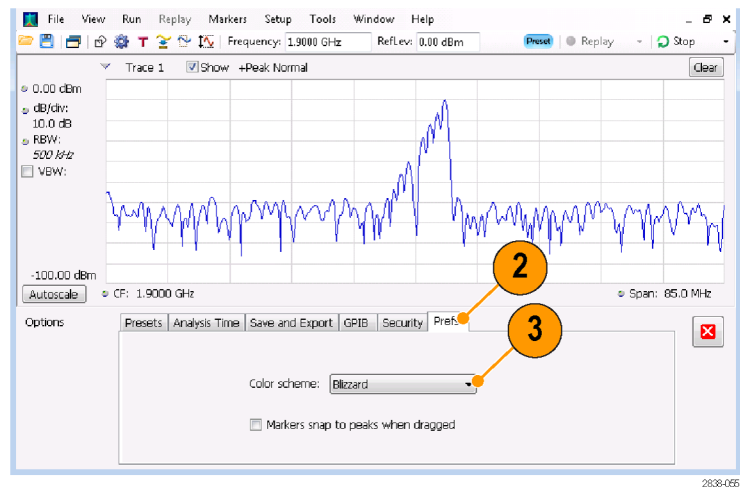 File View Run Replay Markers Setup Tools Window Help
Frequency: 1.9000 GHz RefLev: 0.00 dBm Preset Replay Stop
Trace 1 Show +Peak Normal Clear
0.00 dBm
dB/div:
10.0 dB
RBW:
500 kHz
VBW:
-100.00 dBm
Autoscale CF: 1.9000 GHz Span: 85.0 MHz
2
Options Presets Analysis Time Save and Export GPIB Security Prefs
3
Color scheme: Blizzard
Markers snap to peaks when dragged
2838-055